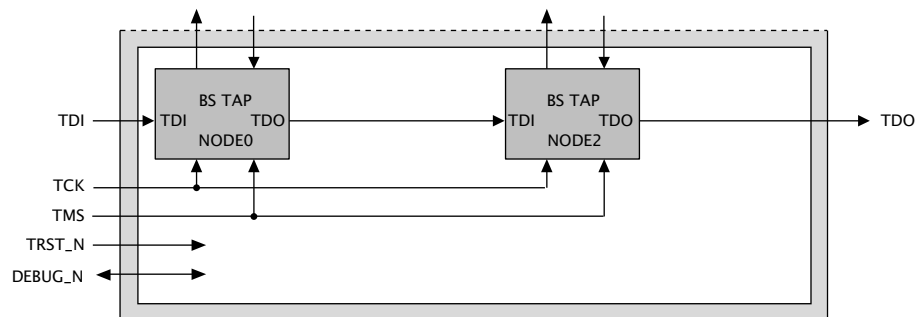 BS TAP
BS TAP
TDI
TDI
TDO
TDI
TDO
TDO
NODE0
NODE2
TCK
TMS
TRST_N
DEBUG_N